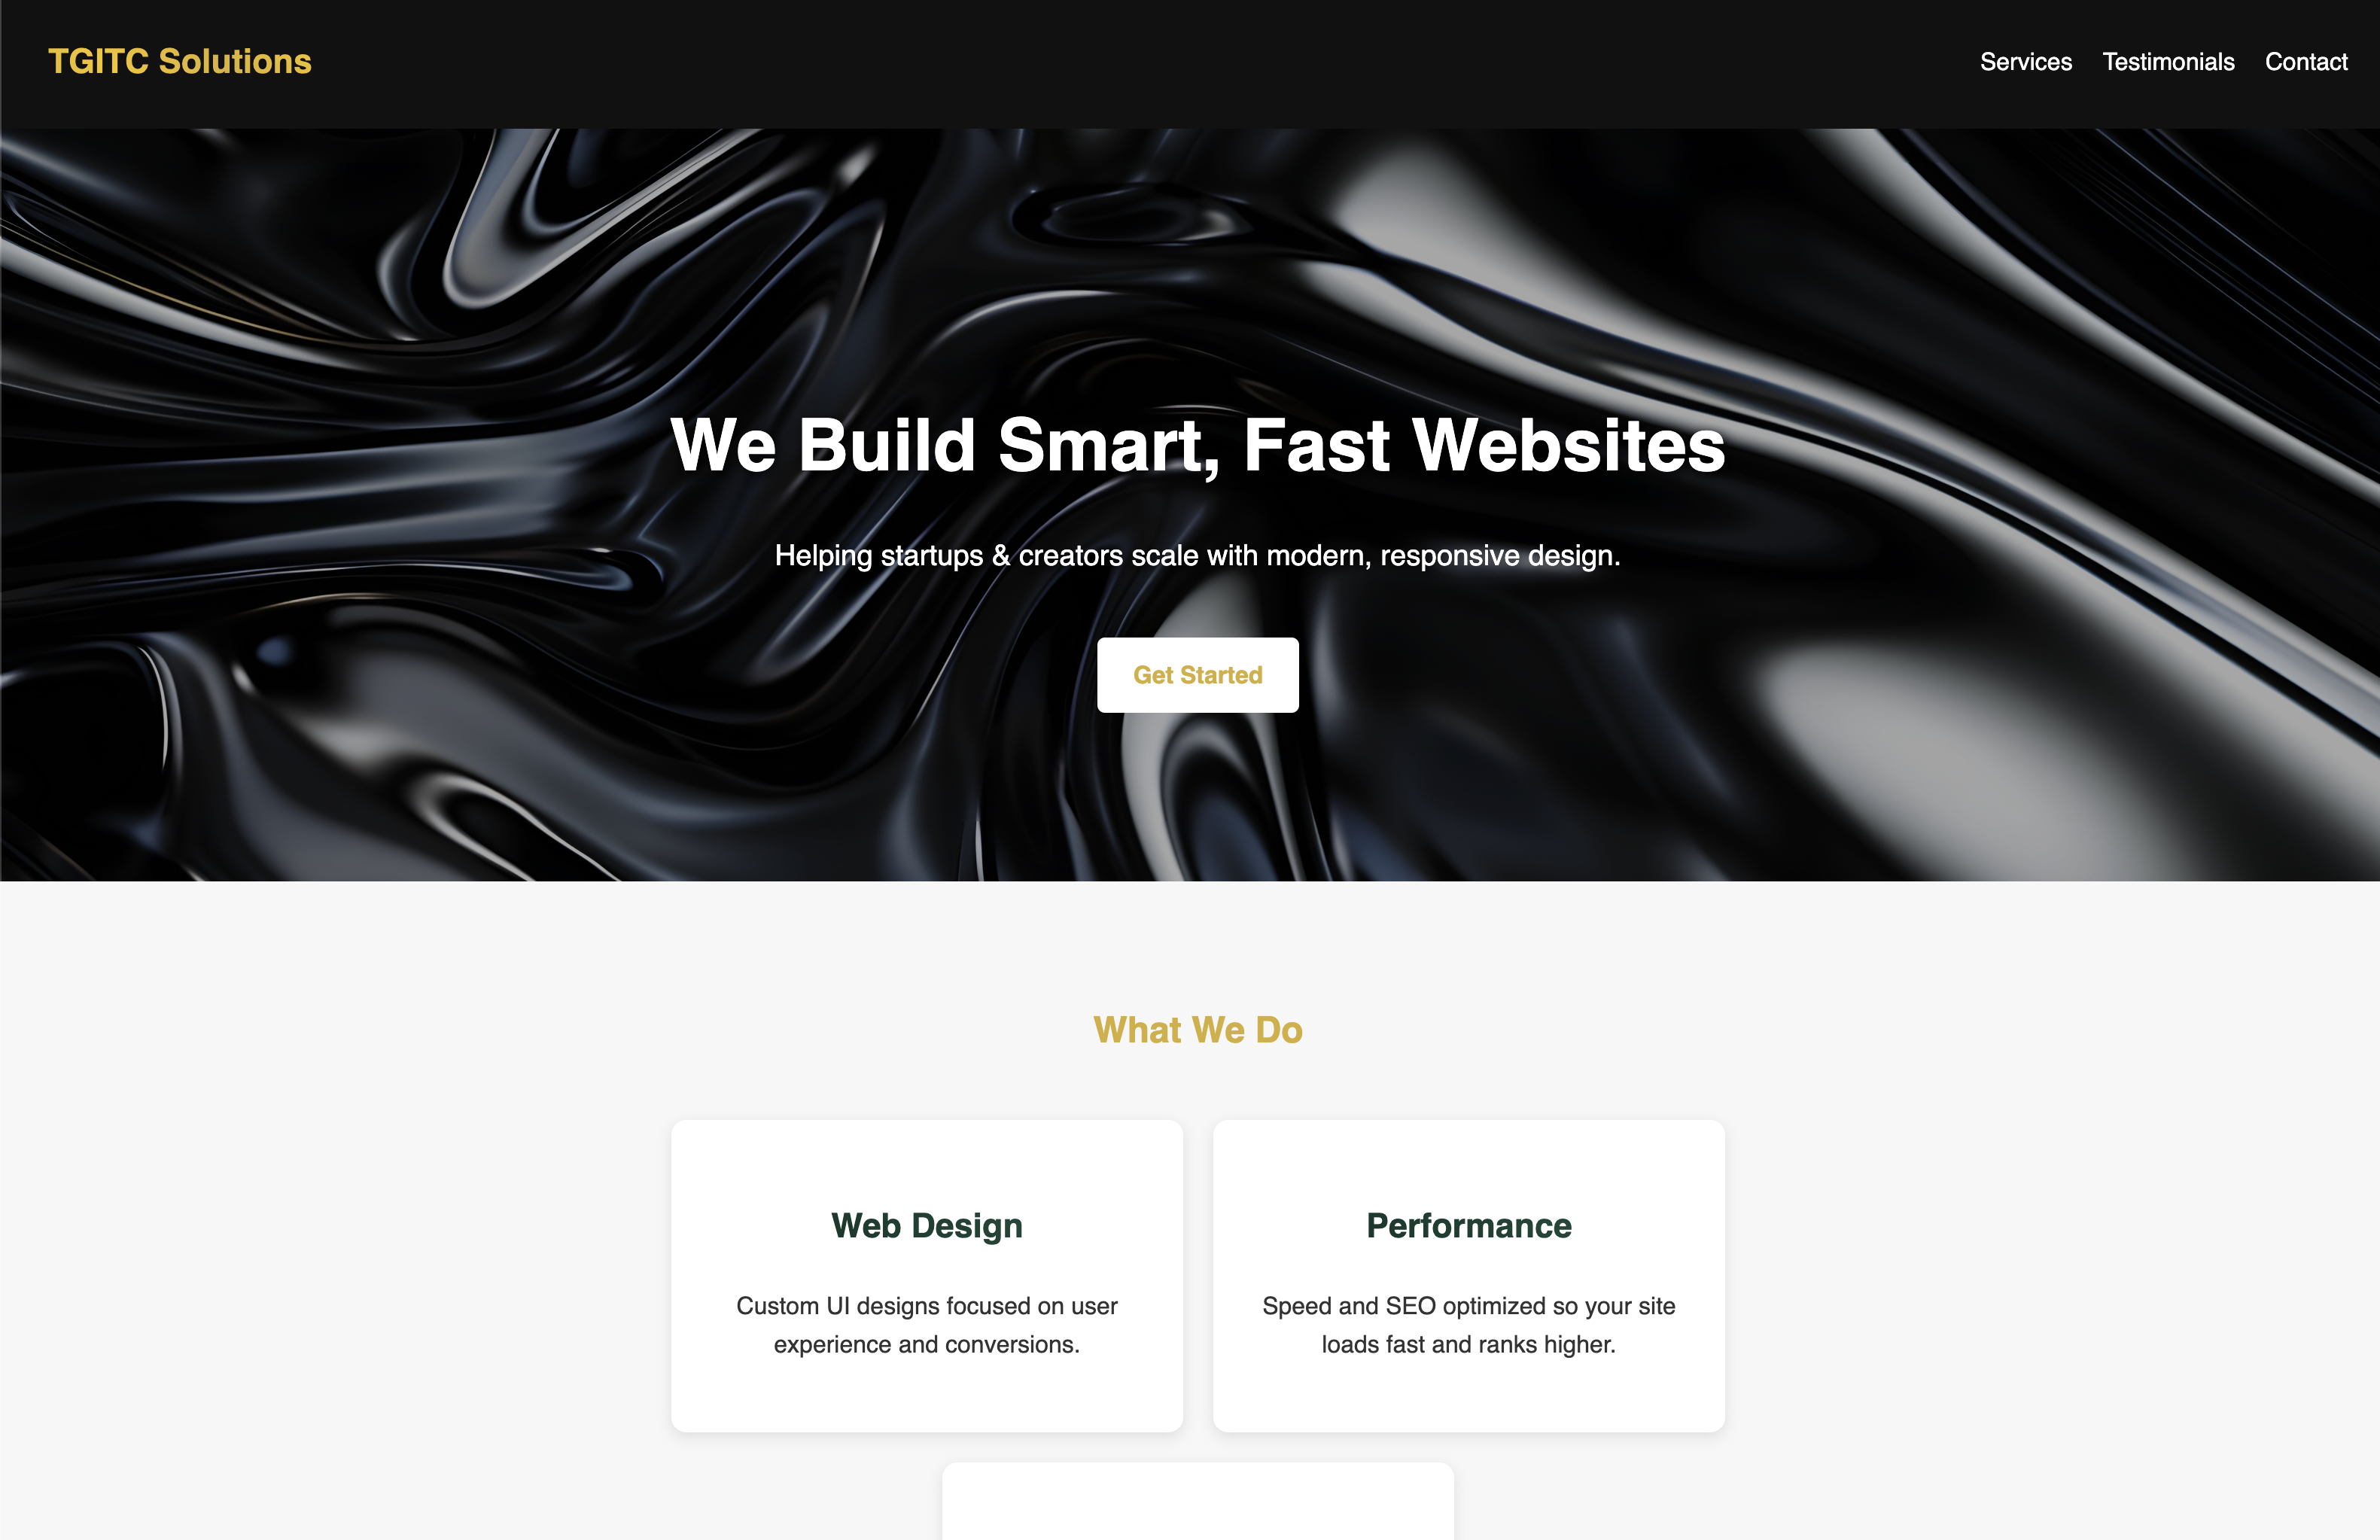 TGITC Solutions
Services Testimonials Contact
We Build Smart, Fast Websites
Helping startups & creators scale with modern, responsive design.
Get Started
What We Do
Web Design
Custom UI designs focused on user
experience and conversions.
Performance
Speed and SEO optimized so your site
loads fast and ranks higher.